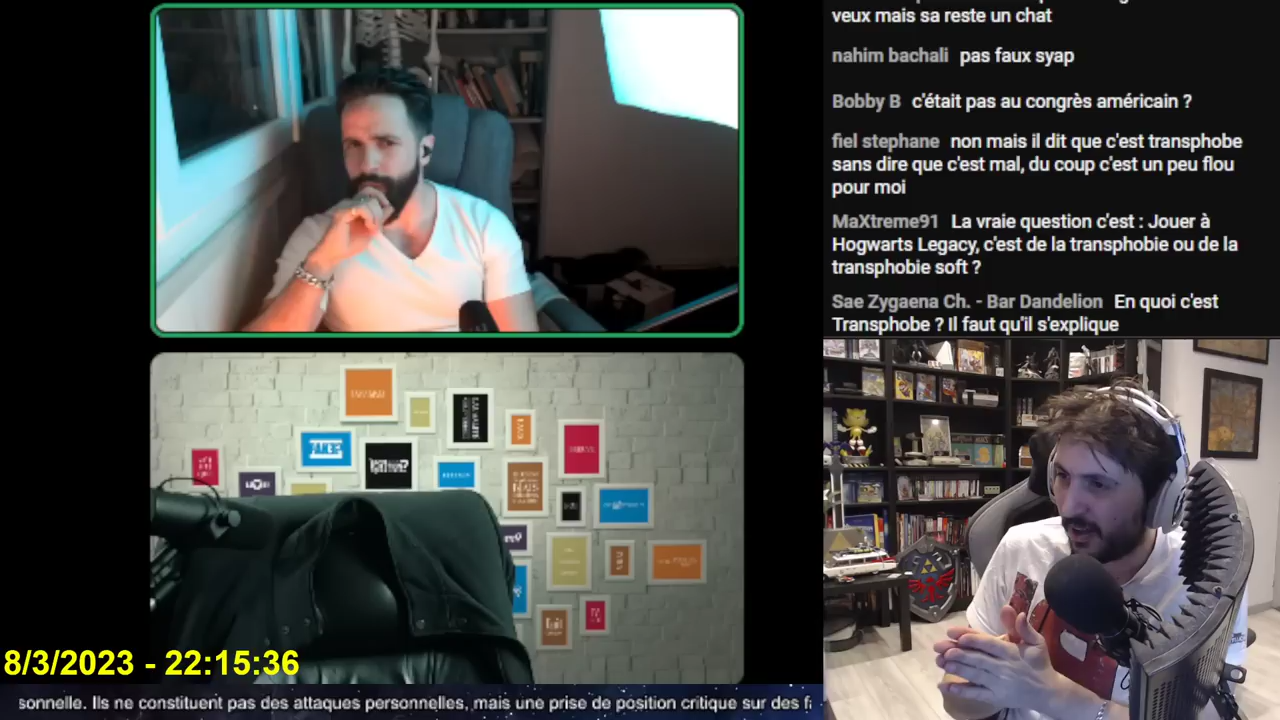 veux mais sa reste un chat
nahim bachali pas faux syap
Bobby B c'était pas au congrès américain ?
fiel stephane non mais il dit que c'est transphobe
sans dire que c'est mal, du coup c'est un peu flou
pour moi
MaXtreme91 La vraie question c'est : Jouer à
Hogwarts Legacy, c'est de la transphobie ou de la
transphobie soft ?
Sae Zygaena Ch. - Bar Dandelion En quoi c'est
Transphobe ? Il faut qu'il s'explique
8/3/2023 - 22:15:36
sonnelle. Ils ne constituent pas des attaques personnelles, mais une prise de position critique sur des fa